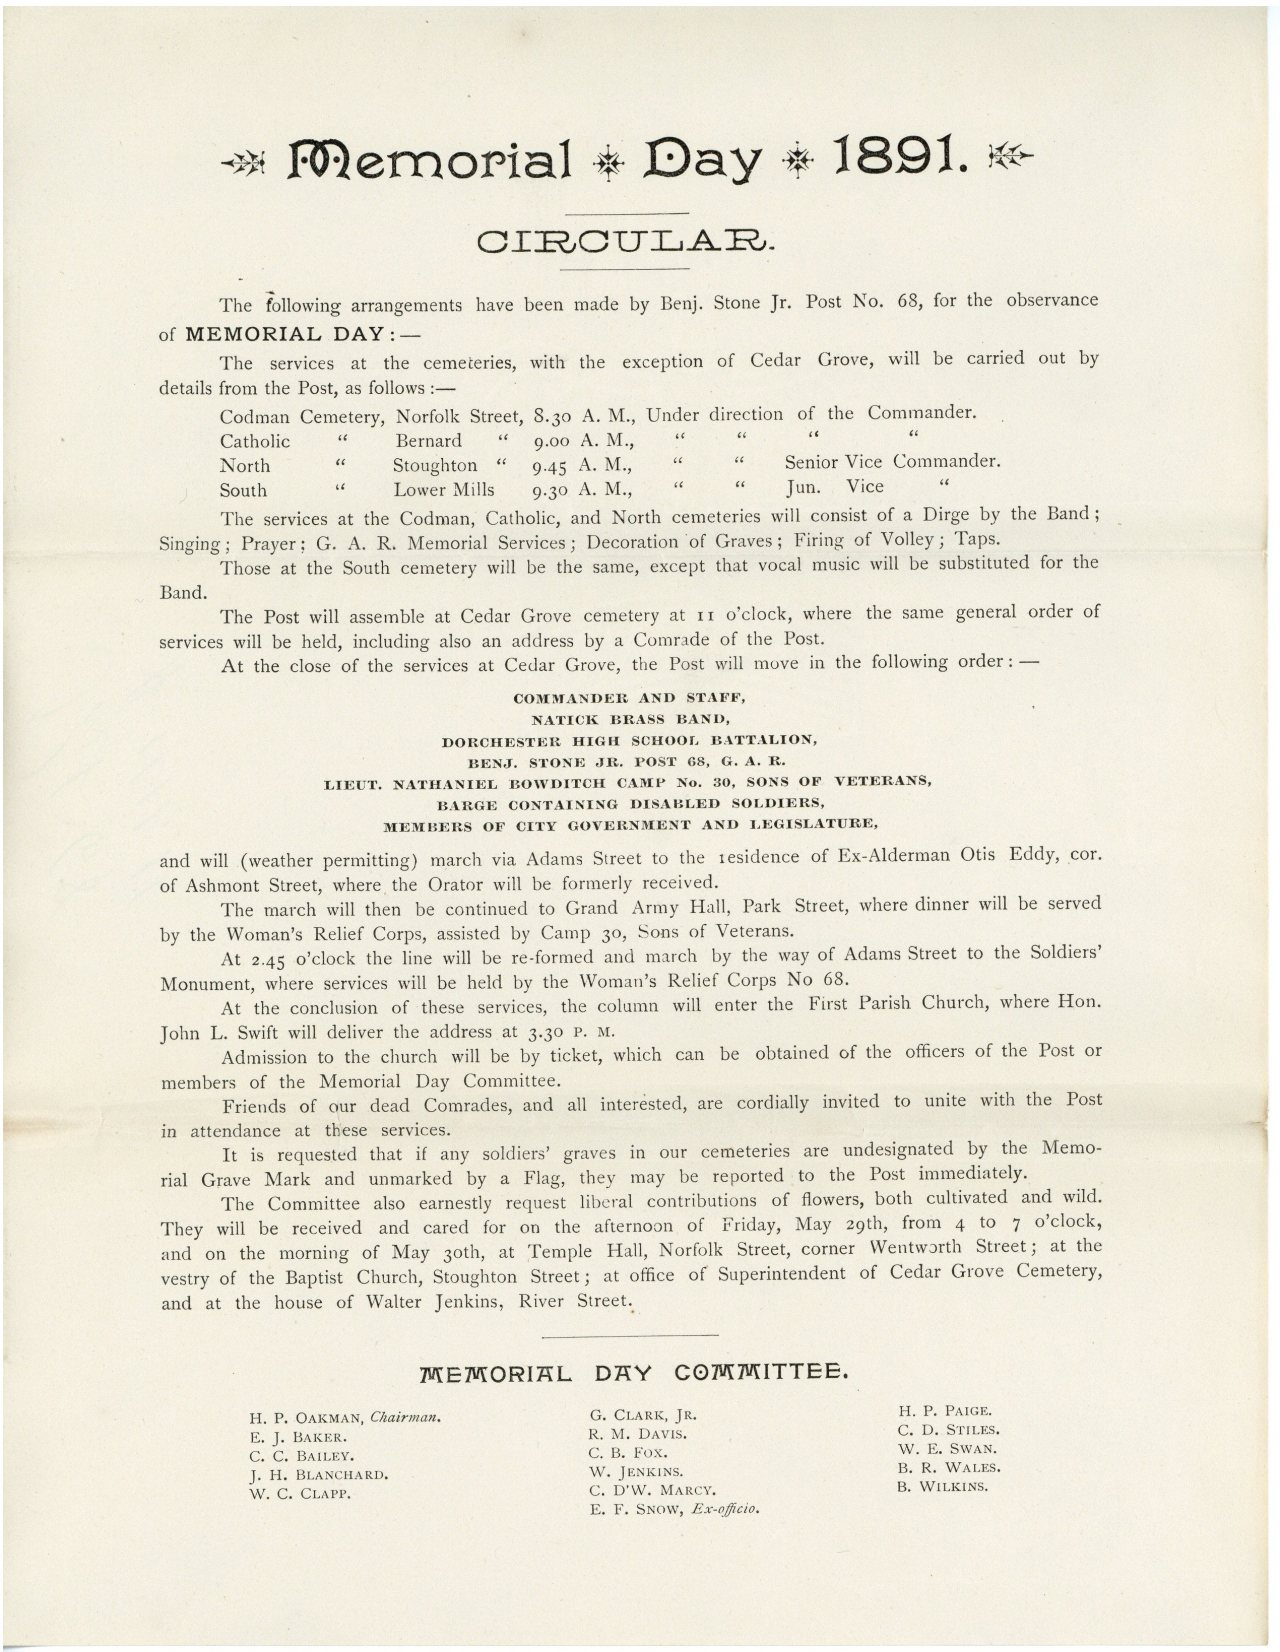 Memorial Day 1891.
CIRCULAR.
The following arrangements have been made by Benj. Stone Jr. Post No. 68, for the observance
of MEMORIAL DAY:—
The services at the cemeteries, with the exception of Cedar Grove, will be carried out by
details from the Post, as follows:—
Codman Cemetery, Norfolk Street, 8.30 A. M., Under direction of the Commander.
Catholic “ Bernard “ 9.00 A. M., “ “ “ “
North “ Stoughton “ 9.45 A. M., “ “ Senior Vice Commander.
South “ Lower Mills 9.30 A. M., “ “ Jun. Vice “
The services at the Codman, Catholic, and North cemeteries will consist of a Dirge by the Band;
Singing; Prayer; G. A. R. Memorial Services; Decoration of Graves; Firing of Volley; Taps.
Those at the South cemetery will be the same, except that vocal music will be substituted for the
Band.
The Post will assemble at Cedar Grove cemetery at 11 o’clock, where the same general order of
services will be held, including also an address by a Comrade of the Post.
At the close of the services at Cedar Grove, the Post will move in the following order:—
COMMANDER AND STAFF,
NATICK BRASS BAND,
DORCHESTER HIGH SCHOOL BATTALION,
BENJ. STONE JR. POST 68, G. A. R.
LIEUT. NATHANIEL BOWDITCH CAMP No. 30, SONS OF VETERANS,
BARGE CONTAINING DISABLED SOLDIERS,
MEMBERS OF CITY GOVERNMENT AND LEGISLATURE,
and will (weather permitting) march via Adams Street to the residence of Ex-Alderman Otis Eddy, cor.
of Ashmont Street, where the Orator will be formerly received.
The march will then be continued to Grand Army Hall, Park Street, where dinner will be served
by the Woman’s Relief Corps, assisted by Camp 30, Sons of Veterans.
At 2.45 o’clock the line will be re-formed and march by the way of Adams Street to the Soldiers’
Monument, where services will be held by the Woman’s Relief Corps No 68.
At the conclusion of these services, the column will enter the First Parish Church, where Hon.
John L. Swift will deliver the address at 3.30 P. M.
Admission to the church will be by ticket, which can be obtained of the officers of the Post or
members of the Memorial Day Committee.
Friends of our dead Comrades, and all interested, are cordially invited to unite with the Post
in attendance at these services.
It is requested that if any soldiers’ graves in our cemeteries are undesignated by the Memo-
rial Grave Mark and unmarked by a Flag, they may be reported to the Post immediately.
The Committee also earnestly request liberal contributions of flowers, both cultivated and wild.
They will be received and cared for on the afternoon of Friday, May 29th, from 4 to 7 o’clock,
and on the morning of May 30th, at Temple Hall, Norfolk Street, corner Wentworth Street; at the
vestry of the Baptist Church, Stoughton Street; at office of Superintendent of Cedar Grove Cemetery,
and at the house of Walter Jenkins, River Street.
MEMORIAL DAY COMMITTEE.
H. P. OAKMAN, Chairman.
E. J. BAKER.
C. C. BAILEY.
J. H. BLANCHARD.
W. C. CLAPP.
G. CLARK, JR.
R. M. DAVIS.
C. B. FOX.
W. JENKINS.
C. D’W. MARCY.
E. F. SNOW, Ex-officio.
H. P. PAIGE.
C. D. STILES.
W. E. SWAN.
B. R. WALES.
B. WILKINS.